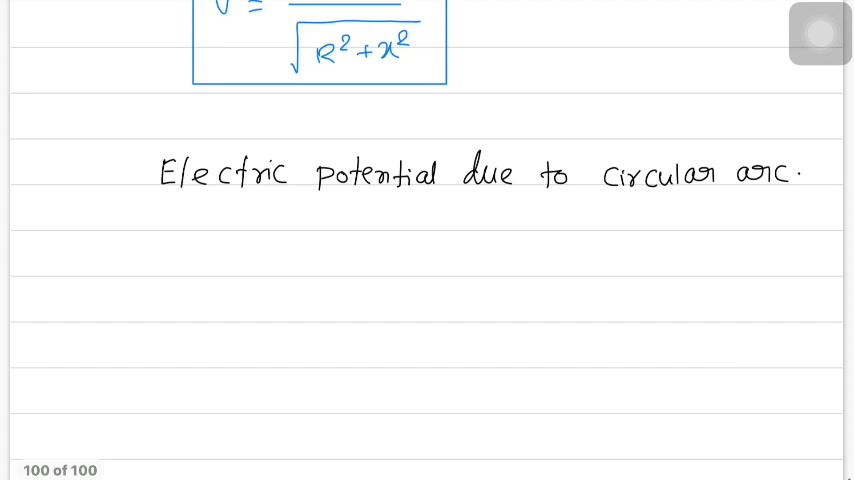 V =
√R²+x²
Electric potential due to circular arc.
100 of 100